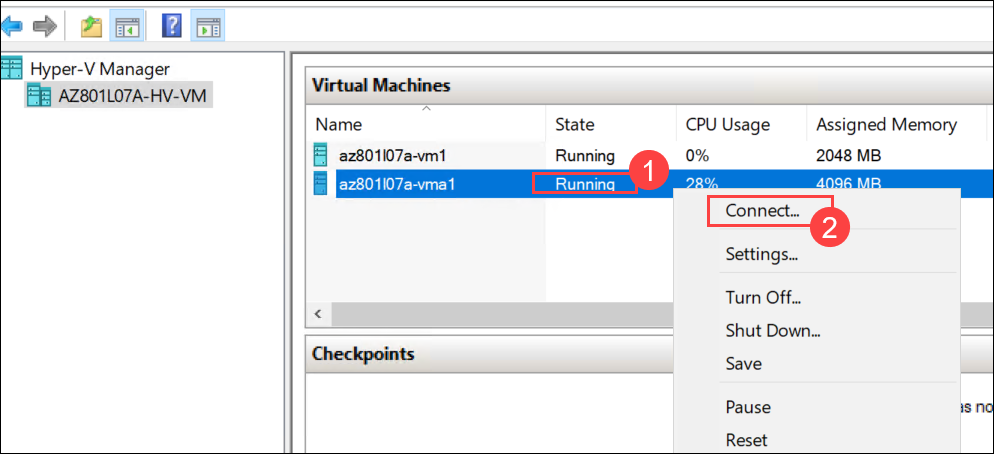 Hyper-V Manager
AZ801L07A-HV-VM
Virtual Machines
Name State CPU Usage Assigned Memory
az801l07a-vm1 Running 0% 2048 MB
az801l07a-vma1 Running 1 28% 4096 MB
Connect... 2
Settings...
Turn Off...
Shut Down...
Save
Pause
Reset
Checkpoints
as no